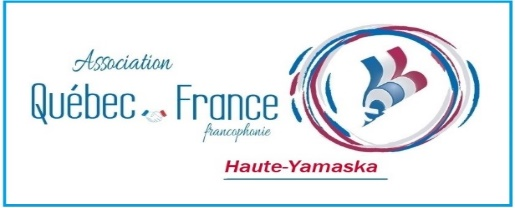 Association
Québec France
francophonie
Haute-Yamaska